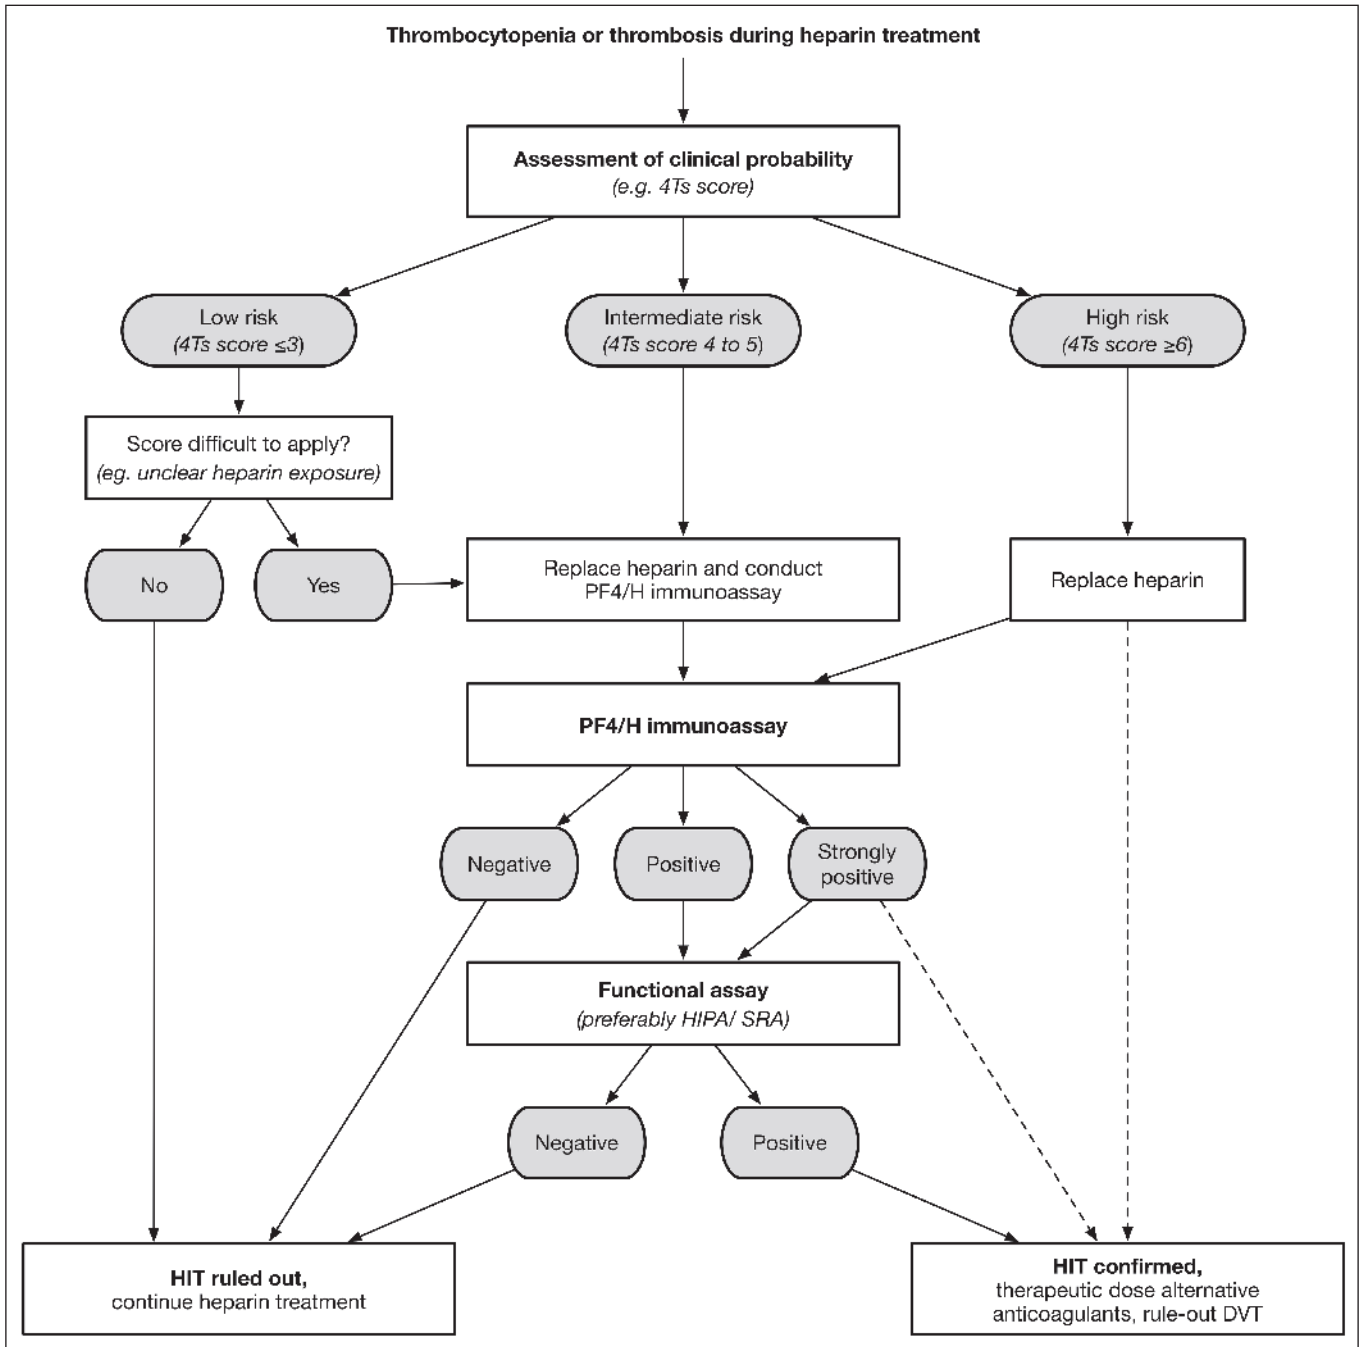 Thrombocytopenia or thrombosis during heparin treatment
Assessment of clinical probability
(e.g. 4Ts score)
Low risk
(4Ts score ≤3)
Intermediate risk
(4Ts score 4 to 5)
High risk
(4Ts score ≥6)
Score difficult to apply?
(eg. unclear heparin exposure)
No
Yes
Replace heparin and conduct
PF4/H immunoassay
Replace heparin
PF4/H immunoassay
Negative
Positive
Strongly
positive
Functional assay
(preferably HIPA/ SRA)
Negative
Positive
HIT ruled out,
continue heparin treatment
HIT confirmed,
therapeutic dose alternative
anticoagulants, rule-out DVT